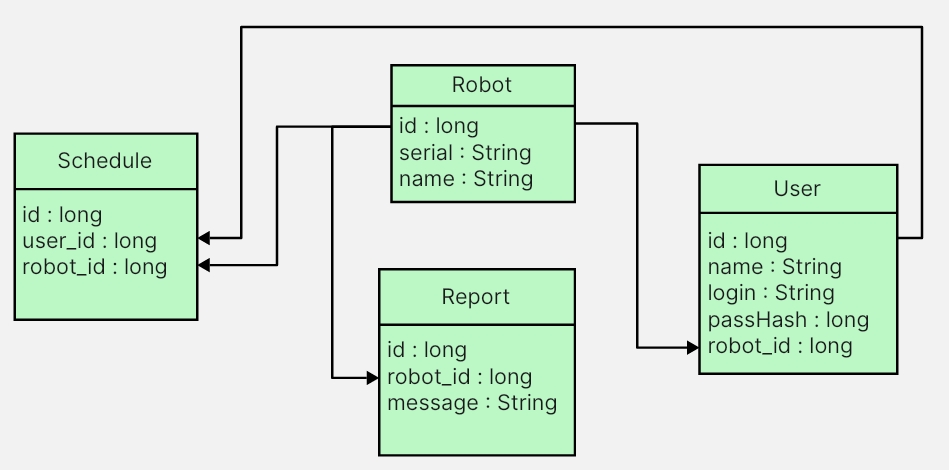 Robot
id : long
serial : String
name : String
Schedule
id : long
user_id : long
robot_id : long
User
id : long
name : String
login : String
passHash : long
robot_id : long
Report
id : long
robot_id : long
message : String